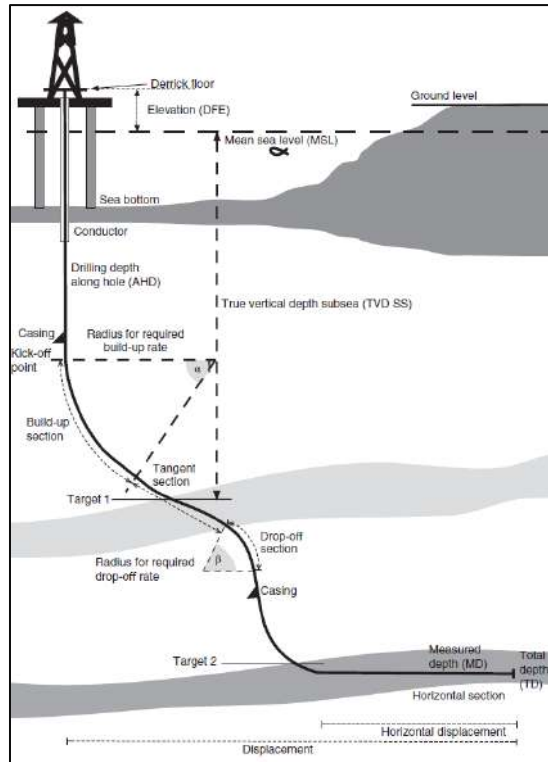 Derrick floor
Elevation (DFE)
Ground level
Mean sea level (MSL)
Sea bottom
Conductor
Drilling depth
along hole (AHD)
True vertical depth subsea (TVD SS)
Casing
Kick-off
point
Radius for required
build-up rate
α
Build-up
section
Tangent
section
Target 1
Drop-off
section
Radius for required
drop-off rate
β
Casing
Target 2
Measured
depth (MD)
Total
depth
(TD)
Horizontal section
Horizontal displacement
Displacement